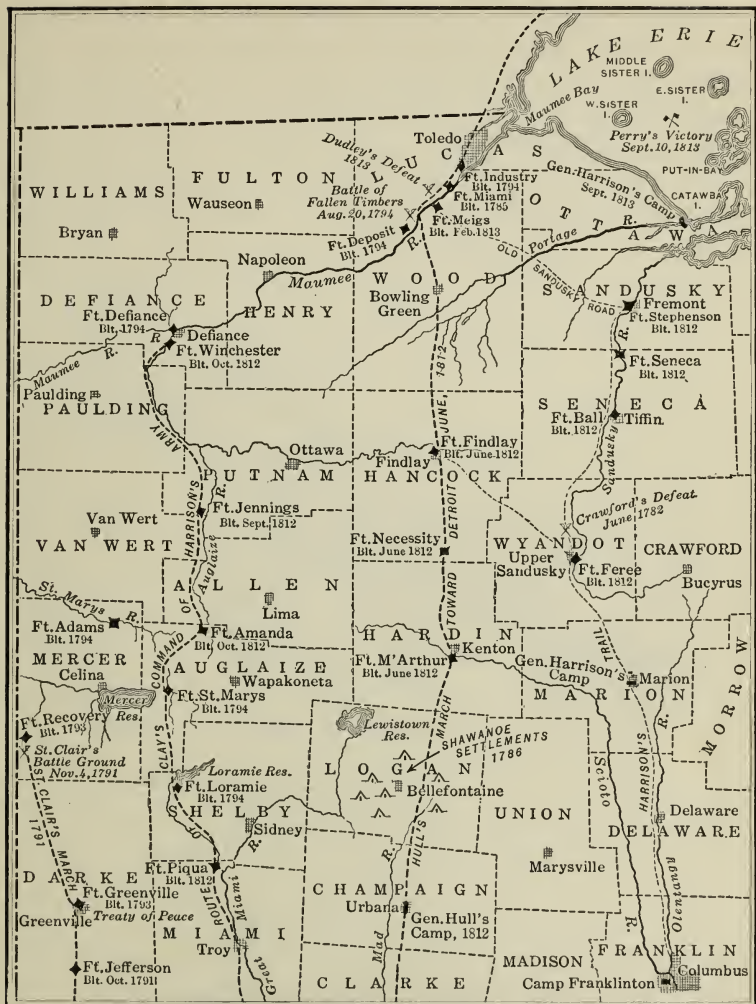 LAKE ERIE
MIDDLE
SISTER I.
E. SISTER
I.
W. SISTER
I.
Maumee Bay
Perry's Victory
Sept. 10, 1813
PUT-IN-BAY
CATAWBA
I.
Toledo
Dudley's Defeat
1813
LUCAS
FULTON
Wauseon
WILLIAMS
Bryan
Battle of
Fallen Timbers
Aug. 20, 1794
Ft. Industry
Blt. 1794
Ft. Miami
Blt. 1785
Ft. Meigs
Blt. Feb. 1813
Ft. Deposit
Blt. 1794
Gen. Harrison's Camp
Sept. 1813
OTTAWA
Portage R.
OLD
SANDUSKY
ROAD
Napoleon
Maumee
R.
WOOD
Bowling
Green
SANDUSKY
Fremont
Ft. Stephenson
Blt. 1812
R.
DEFIANCE
Ft. Defiance
Blt. 1794
Defiance
R
Ft. Winchester
Blt. Oct. 1812
HENRY
Maumee R.
Paulding
PAULDING
Ft. Seneca
Blt. 1812
SENECA
Ft. Ball
Blt. 1812
Tiffin
Sandusky
ARMY
JUNE, 1812
Ottawa
Ft. Findlay
Blt. June 1812
Findlay
PUTNAM
HANCOCK
R.
Ft. Jennings
Blt. Sept. 1812
HARRISON'S
Auglaize
Van Wert
VAN WERT
DETROIT
Ft. Necessity
Blt. June 1812
Crawford's Defeat
June, 1782
WYANDOT
Upper
Sandusky
Ft. Feree
Blt. 1812
CRAWFORD
Bucyrus
ALLEN
Lima
OF
TOWARD
St. Marys
R.
Ft. Adams
Blt. 1794
Ft. Amanda
Blt. Oct. 1812
HARDIN
Kenton
Ft. M'Arthur
Blt. June 1812
TRAIL
Gen. Harrison's
Camp
Marion
MARION
MORROW
MERCER
Celina
Mercer
Res.
COMMAND
AUGLAIZE
Wapakoneta
Ft. St. Marys
Blt. 1794
Ft. Recovery
Blt. 1793
St. Clair's
Battle Ground
Nov. 4, 1791
Lewistown
Res.
MARCH
SHAWANOE
SETTLEMENTS
1786
LOGAN
Bellefontaine
CLAY'S
Loramie Res.
Ft. Loramie
Blt. 1794
SHELBY
Sidney
R.
OF
UNION
Marysville
Scioto
R.
HARRISON'S
R.
Delaware
DELAWARE
ST. CLAIR'S MARCH
1791
DARKE
Ft. Greenville
Blt. 1793
Greenville
Treaty of Peace
Ft. Piqua
Blt. 1812
MIAMI
ROUTE
Troy
Great
Miami
HULL'S
R.
CHAMPAIGN
Urbana
Gen. Hull's
Camp, 1812
Mad
CLARKE
MADISON
Olentangy
R.
FRANKLIN
Columbus
Camp Franklinton
Ft. Jefferson
Blt. Oct. 1791